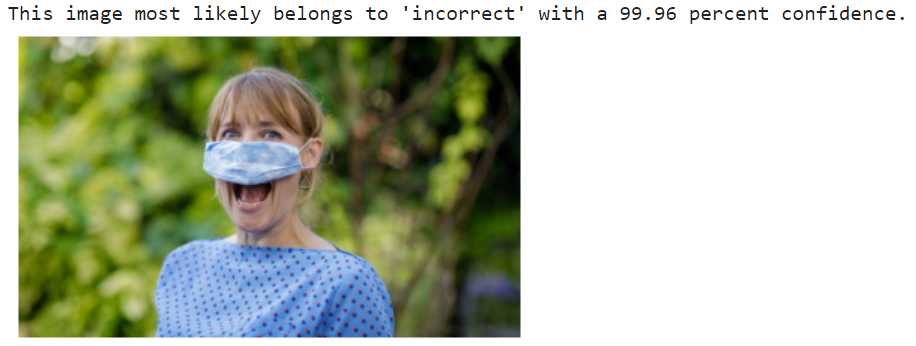 This image most likely belongs to 'incorrect' with a 99.96 percent confidence.